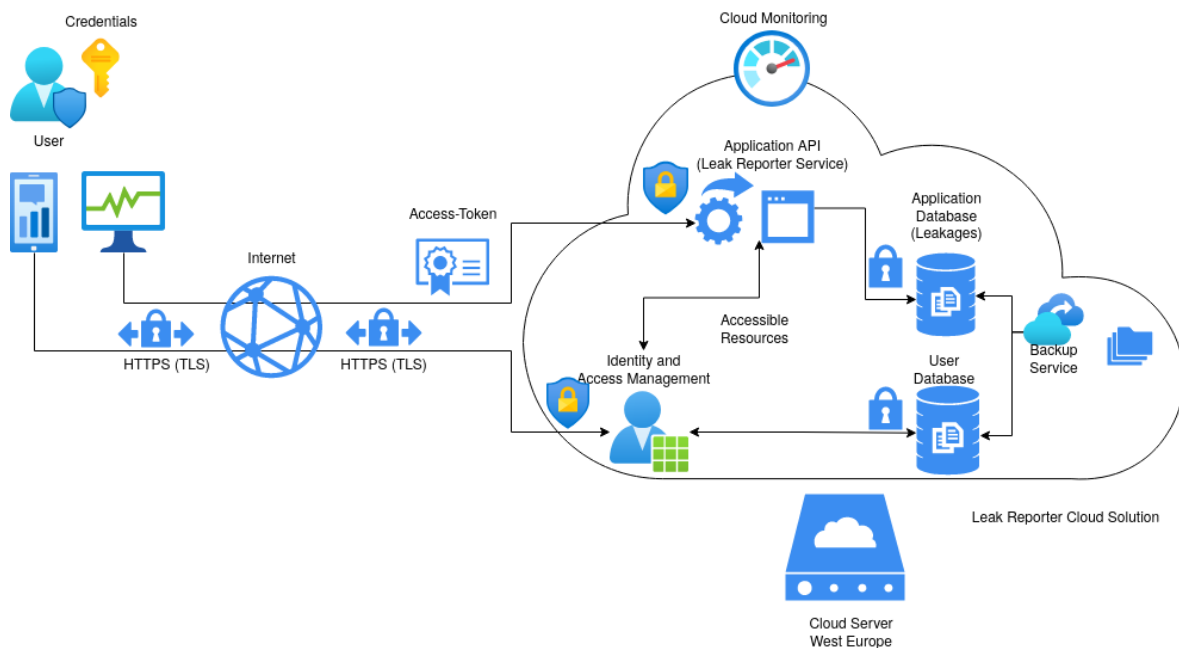 Credentials
User
Cloud Monitoring
Application API
(Leak Reporter Service)
Access-Token
Application
Database
(Leakages)
Internet
Accessible
Resources
HTTPS (TLS)
HTTPS (TLS)
Identity and
Access Management
User
Database
Backup
Service
Leak Reporter Cloud Solution
Cloud Server
West Europe